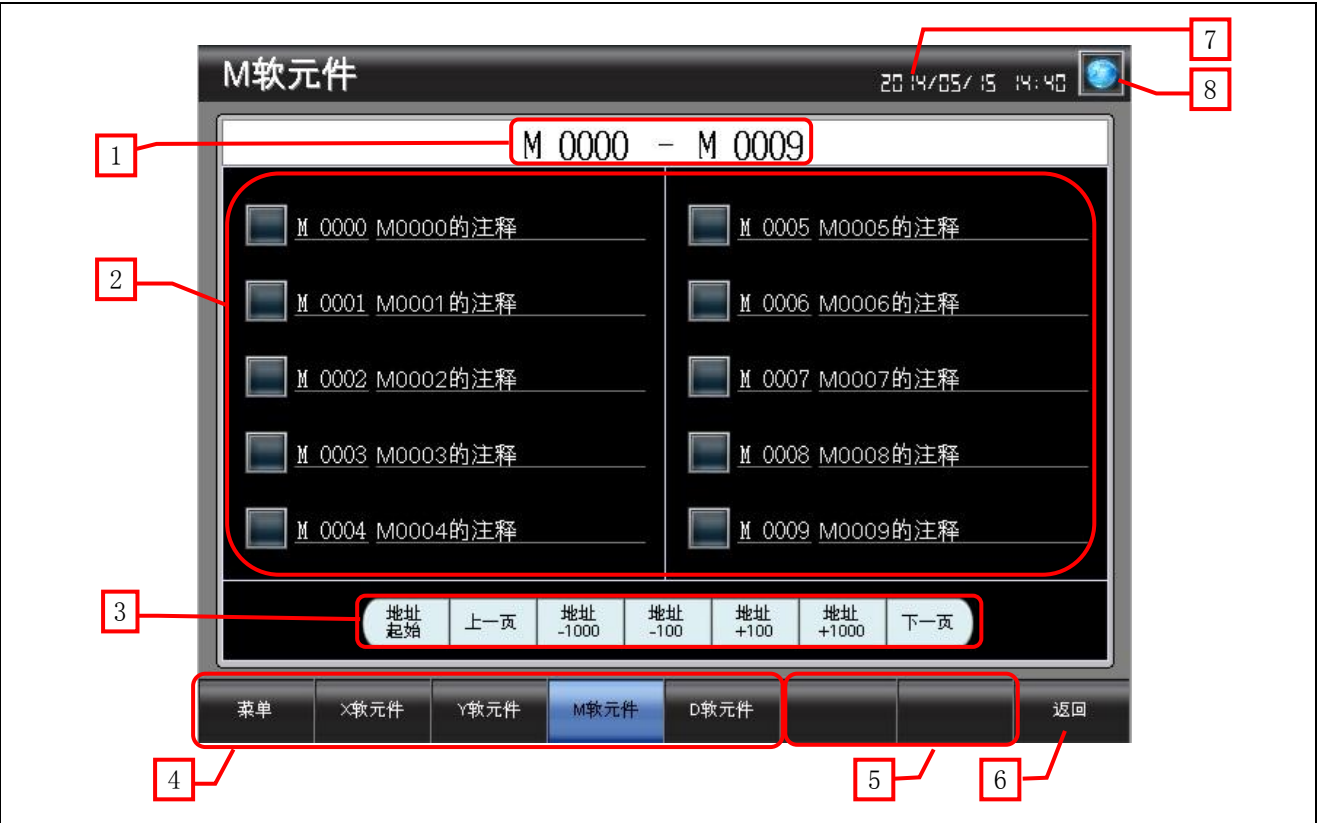 7
M软元件
2014/05/15 14:40
8
1
M 0000 - M 0009
2
M 0000 M0000的注释
M 0005 M0005的注释
M 0001 M0001的注释
M 0006 M0006的注释
M 0002 M0002的注释
M 0007 M0007的注释
M 0003 M0003的注释
M 0008 M0008的注释
M 0004 M0004的注释
M 0009 M0009的注释
3
地址
起始
上一页
地址
-1000
地址
-100
地址
+100
地址
+1000
下一页
菜单
X软元件
Y软元件
M软元件
D软元件
返回
4
5
6